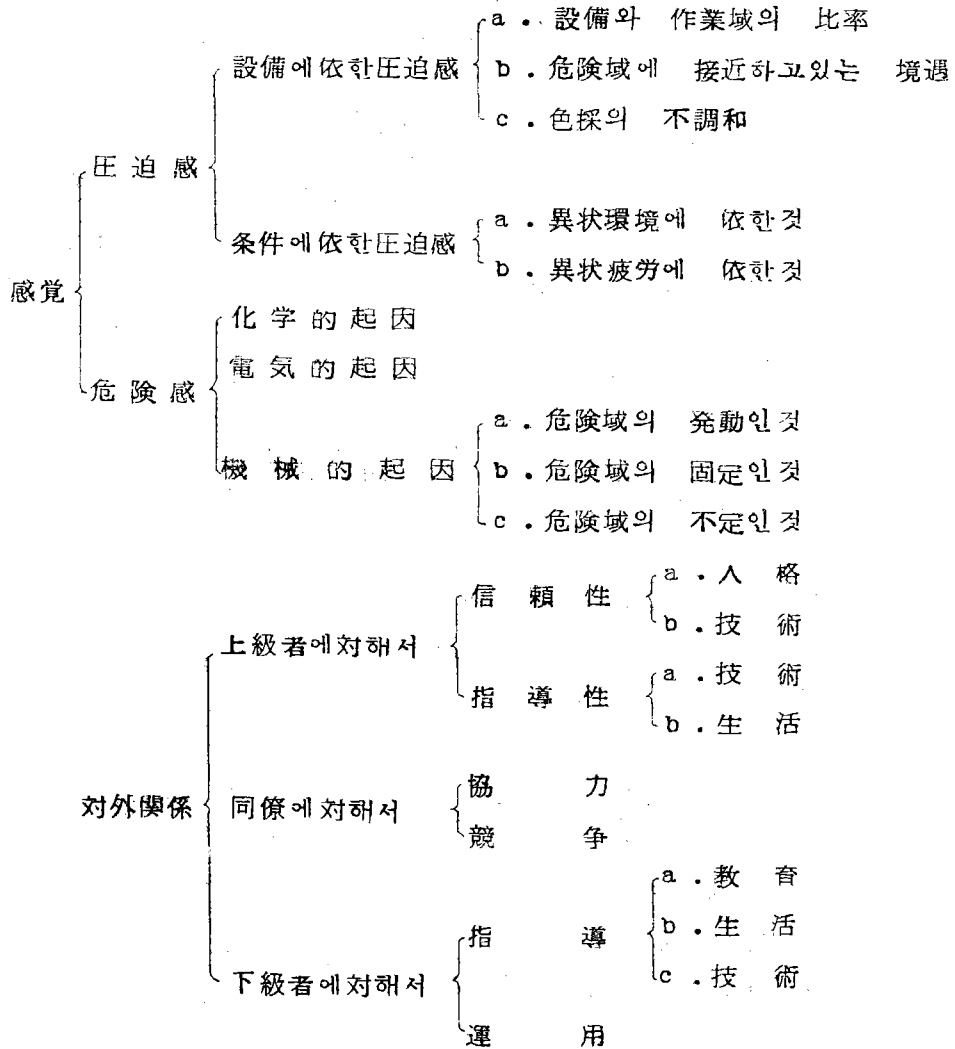 a . 設備와 作業域의 比率
設備에依한圧迫感
b . 危険域에 接近하고있는 境遇
c . 色採의 不調和
圧迫感
a . 異状環境에 依한것
条件에依한圧迫感
b . 異状疲労에 依한것
感覚
化学的起因
電気的起因
危険感
a . 危険域의 発動인것
機械的起因
b . 危険域의 固定인것
c . 危険域의 不定인것
a . 人格
信頼性
b . 技術
上級者에対해서
a . 技術
指導性
b . 生活
協力
対外関係
同僚에対해서
競争
a . 教育
指導
b . 生活
c . 技術
下級者에対해서
運用